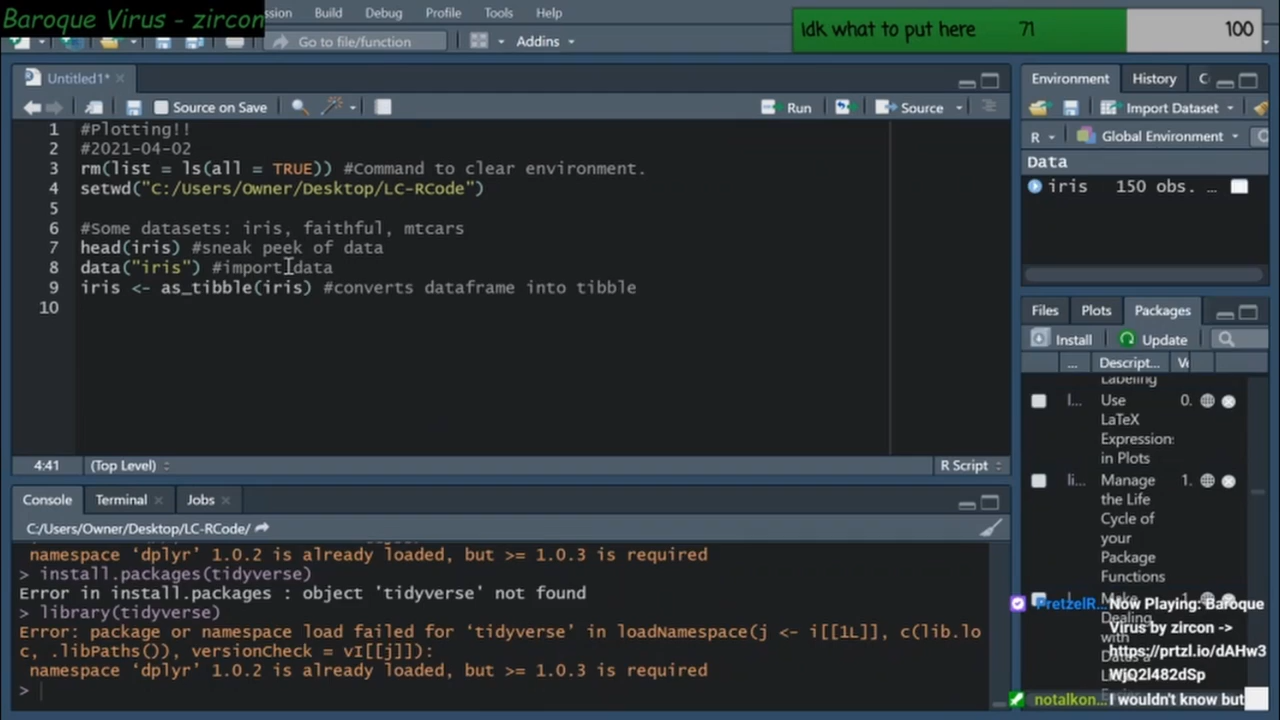 Baroque Virus - zircon
ssion Build Debug Profile Tools Help
Idk what to put here 71 100
Go to file/function Addins
Untitled1*
Source on Save Run Source
1 #Plotting!!
2 #2021-04-02
3 rm(list = ls(all = TRUE)) #Command to clear environment.
4 setwd("C:/Users/Owner/Desktop/LC-RCode")
5
6 #Some datasets: iris, faithful, mtcars
7 head(iris) #sneak peek of data
8 data("iris") #import data
9 iris <- as_tibble(iris) #converts dataframe into tibble
10
4:41 (Top Level) R Script
Console Terminal Jobs
C:/Users/Owner/Desktop/LC-RCode/
namespace ‘dplyr’ 1.0.2 is already loaded, but >= 1.0.3 is required
> install.packages(tidyverse)
Error in install.packages : object 'tidyverse' not found
> library(tidyverse)
Error: package or namespace load failed for ‘tidyverse’ in loadNamespace(j <- i[[1L]], c(lib.lo
c, .libPaths()), versionCheck = vI[[j]]):
namespace ‘dplyr’ 1.0.2 is already loaded, but >= 1.0.3 is required
>
Environment History C
Import Dataset
R Global Environment
Data
iris 150 obs. …
Files Plots Packages
Install Update
... Descript... Ve
Labeling
l... Use 0.
LaTeX
Expression:
in Plots
li... Manage 1.
the Life
Cycle of
your
Package
Functions
PretzelR... Now Playing: Baroque
Virus by zircon ->
https://prtzl.io/dAHw3
WjQ2l482dSp
notalkon... I wouldn't know but